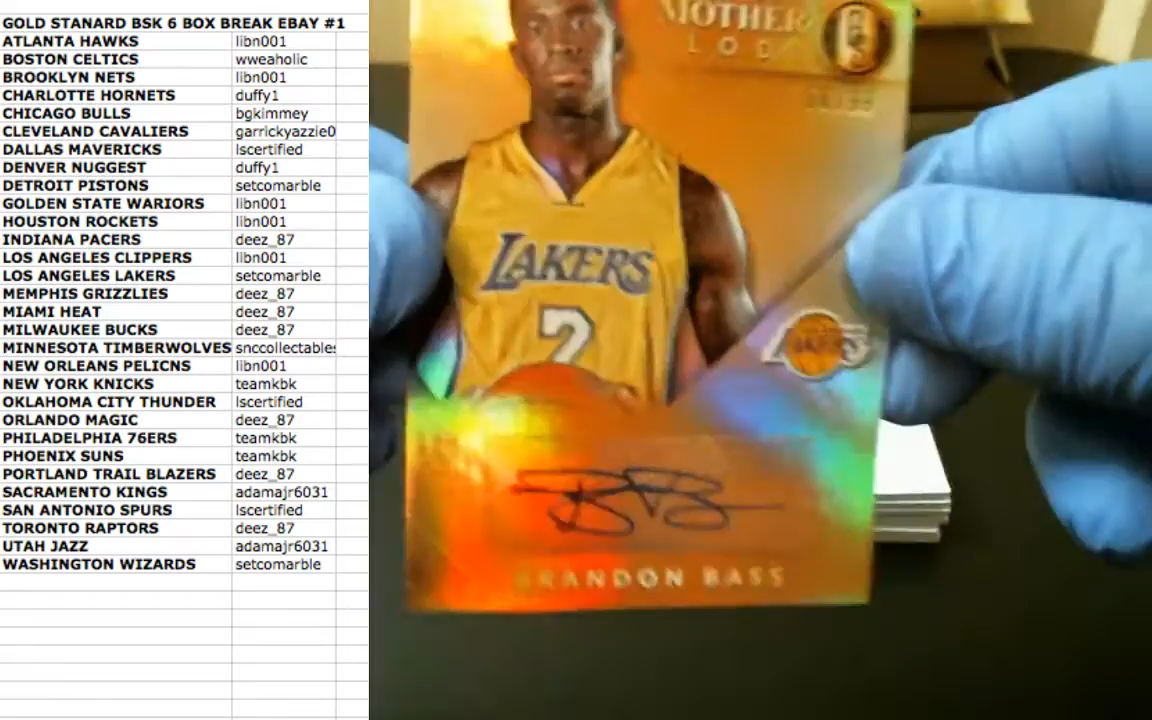 GOLD STANARD BSK 6 BOX BREAK EBAY #1
ATLANTA HAWKS libn001
BOSTON CELTICS wweaholic
BROOKLYN NETS libn001
CHARLOTTE HORNETS duffy1
CHICAGO BULLS bgkimmey
CLEVELAND CAVALIERS garrickyazzie0
DALLAS MAVERICKS lscertified
DENVER NUGGEST duffy1
DETROIT PISTONS setcomarble
GOLDEN STATE WARIORS libn001
HOUSTON ROCKETS libn001
INDIANA PACERS deez_87
LOS ANGELES CLIPPERS libn001
LOS ANGELES LAKERS setcomarble
MEMPHIS GRIZZLIES deez_87
MIAMI HEAT deez_87
MILWAUKEE BUCKS deez_87
MINNESOTA TIMBERWOLVES snccollectables
NEW ORLEANS PELICNS libn001
NEW YORK KNICKS teamkbk
OKLAHOMA CITY THUNDER lscertified
ORLANDO MAGIC deez_87
PHILADELPHIA 76ERS teamkbk
PHOENIX SUNS teamkbk
PORTLAND TRAIL BLAZERS deez_87
SACRAMENTO KINGS adamajr6031
SAN ANTONIO SPURS lscertified
TORONTO RAPTORS deez_87
UTAH JAZZ adamajr6031
WASHINGTON WIZARDS setcomarble
MOTHER
LOD
LAKERS
2
LAKERS
BRANDON BASS